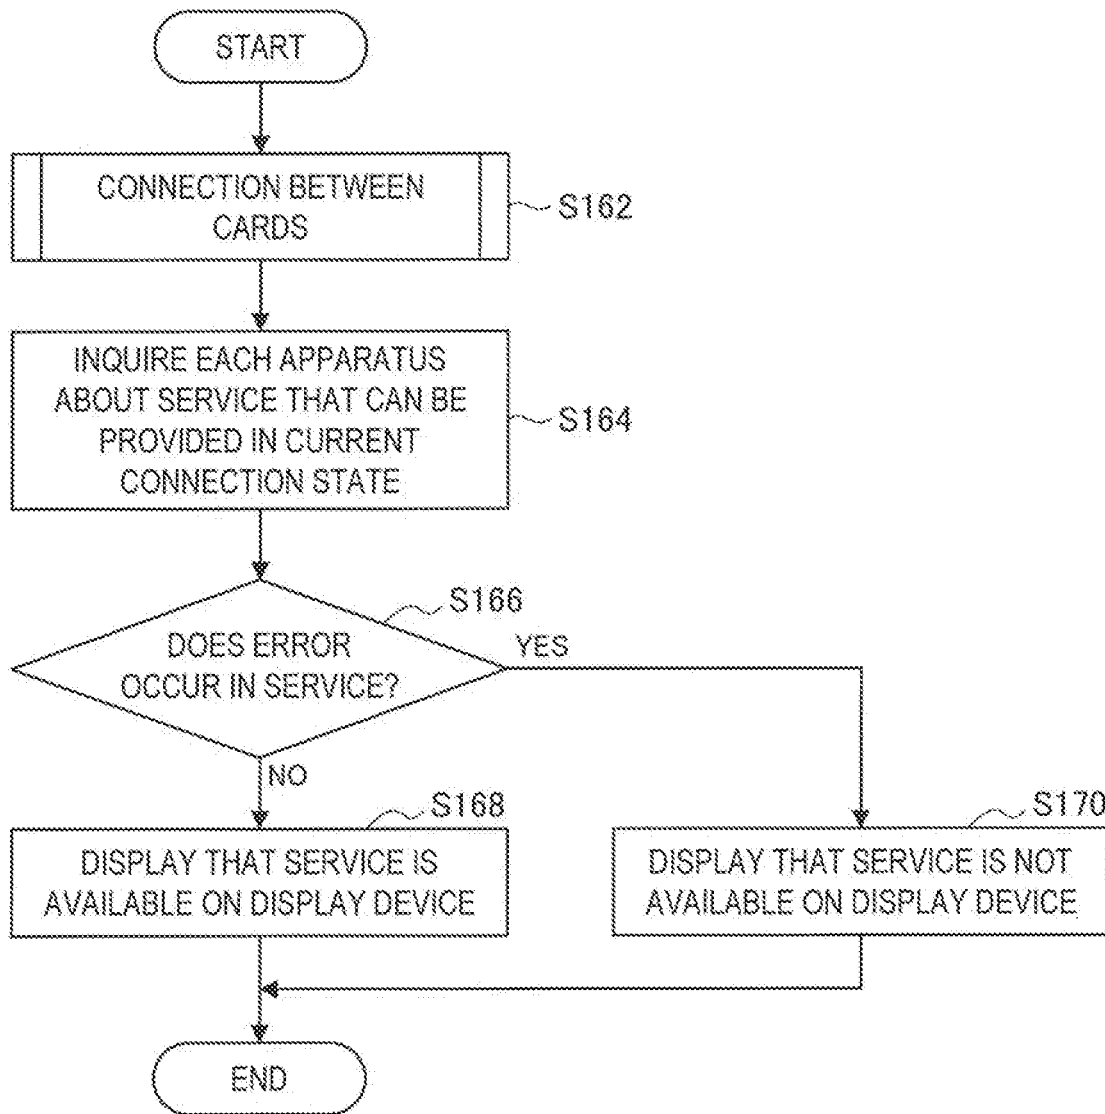 START
CONNECTION BETWEEN
CARDS
S162
INQUIRE EACH APPARATUS
ABOUT SERVICE THAT CAN BE
PROVIDED IN CURRENT
CONNECTION STATE
S164
S166
DOES ERROR
OCCUR IN SERVICE?
YES
NO
S168
DISPLAY THAT SERVICE IS
AVAILABLE ON DISPLAY DEVICE
S170
DISPLAY THAT SERVICE IS NOT
AVAILABLE ON DISPLAY DEVICE
END